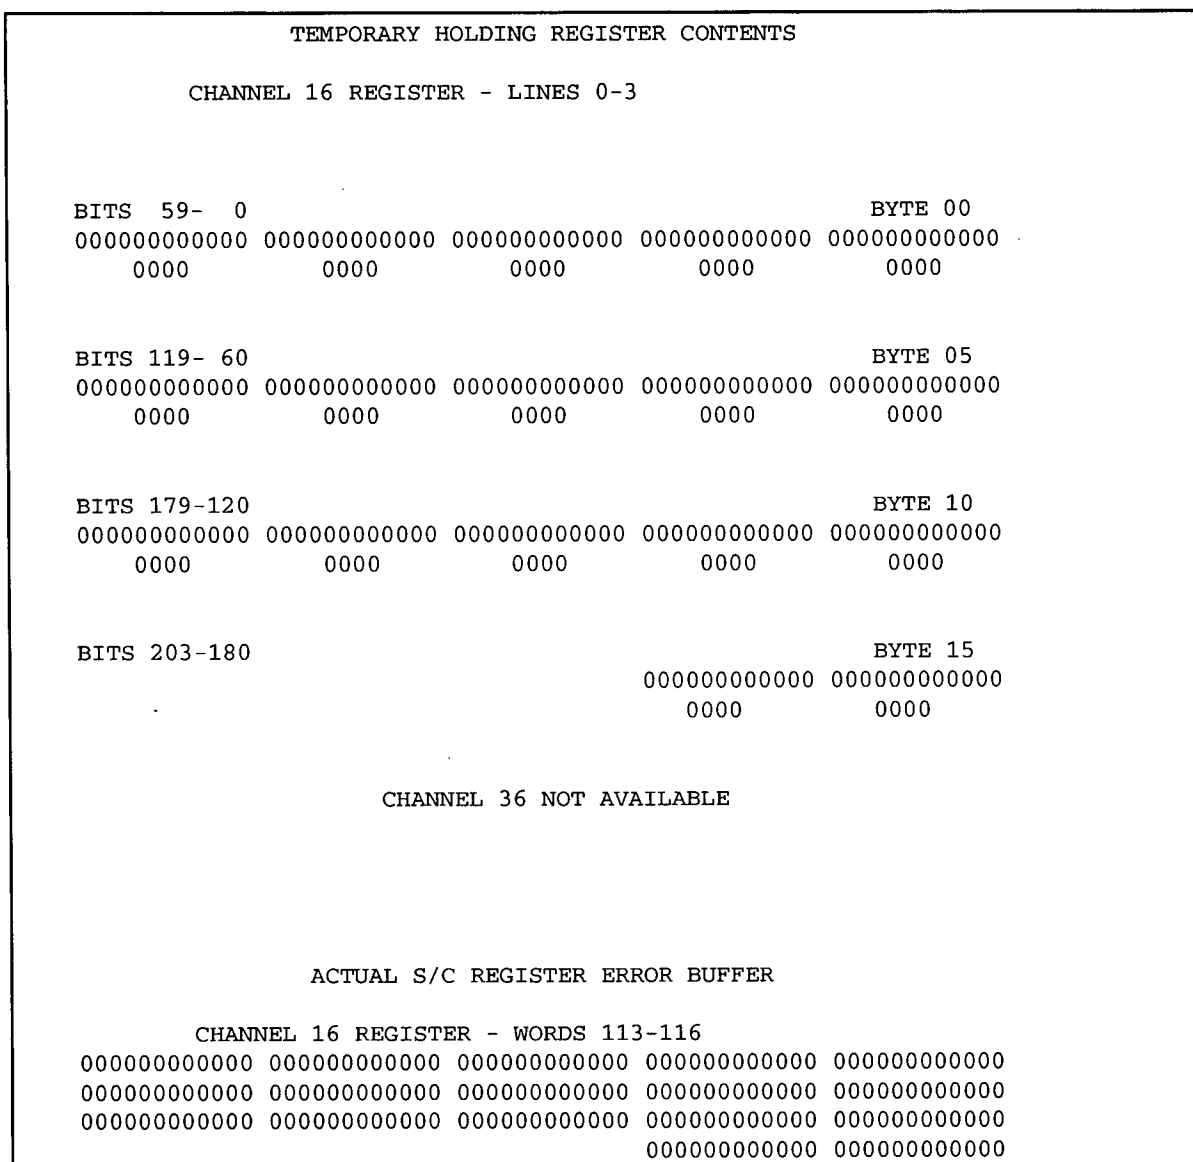 TEMPORARY HOLDING REGISTER CONTENTS
CHANNEL 16 REGISTER - LINES 0-3
BITS 59- 0 BYTE 00
000000000000 000000000000 000000000000 000000000000 000000000000
0000 0000 0000 0000 0000
BITS 119- 60 BYTE 05
000000000000 000000000000 000000000000 000000000000 000000000000
0000 0000 0000 0000 0000
BITS 179-120 BYTE 10
000000000000 000000000000 000000000000 000000000000 000000000000
0000 0000 0000 0000 0000
BITS 203-180 BYTE 15
000000000000 000000000000
0000 0000
CHANNEL 36 NOT AVAILABLE
ACTUAL S/C REGISTER ERROR BUFFER
CHANNEL 16 REGISTER - WORDS 113-116
000000000000 000000000000 000000000000 000000000000 000000000000
000000000000 000000000000 000000000000 000000000000 000000000000
000000000000 000000000000 000000000000 000000000000 000000000000
000000000000 000000000000